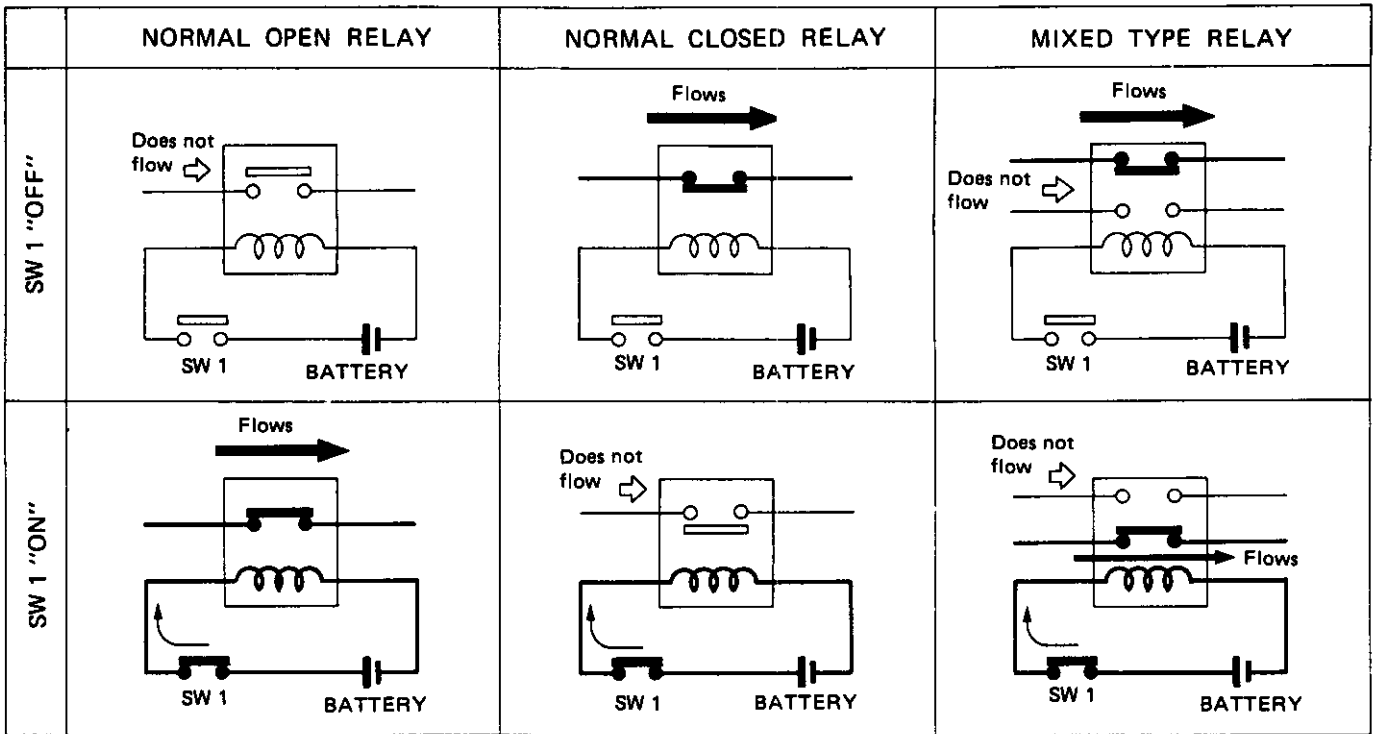 NORMAL OPEN RELAY
NORMAL CLOSED RELAY
MIXED TYPE RELAY
SW 1 "OFF"
Does not
flow
SW 1
BATTERY
Flows
SW 1
BATTERY
Flows
Does not
flow
SW 1
BATTERY
SW 1 "ON"
Flows
SW 1
BATTERY
Does not
flow
SW 1
BATTERY
Does not
flow
Flows
SW 1
BATTERY